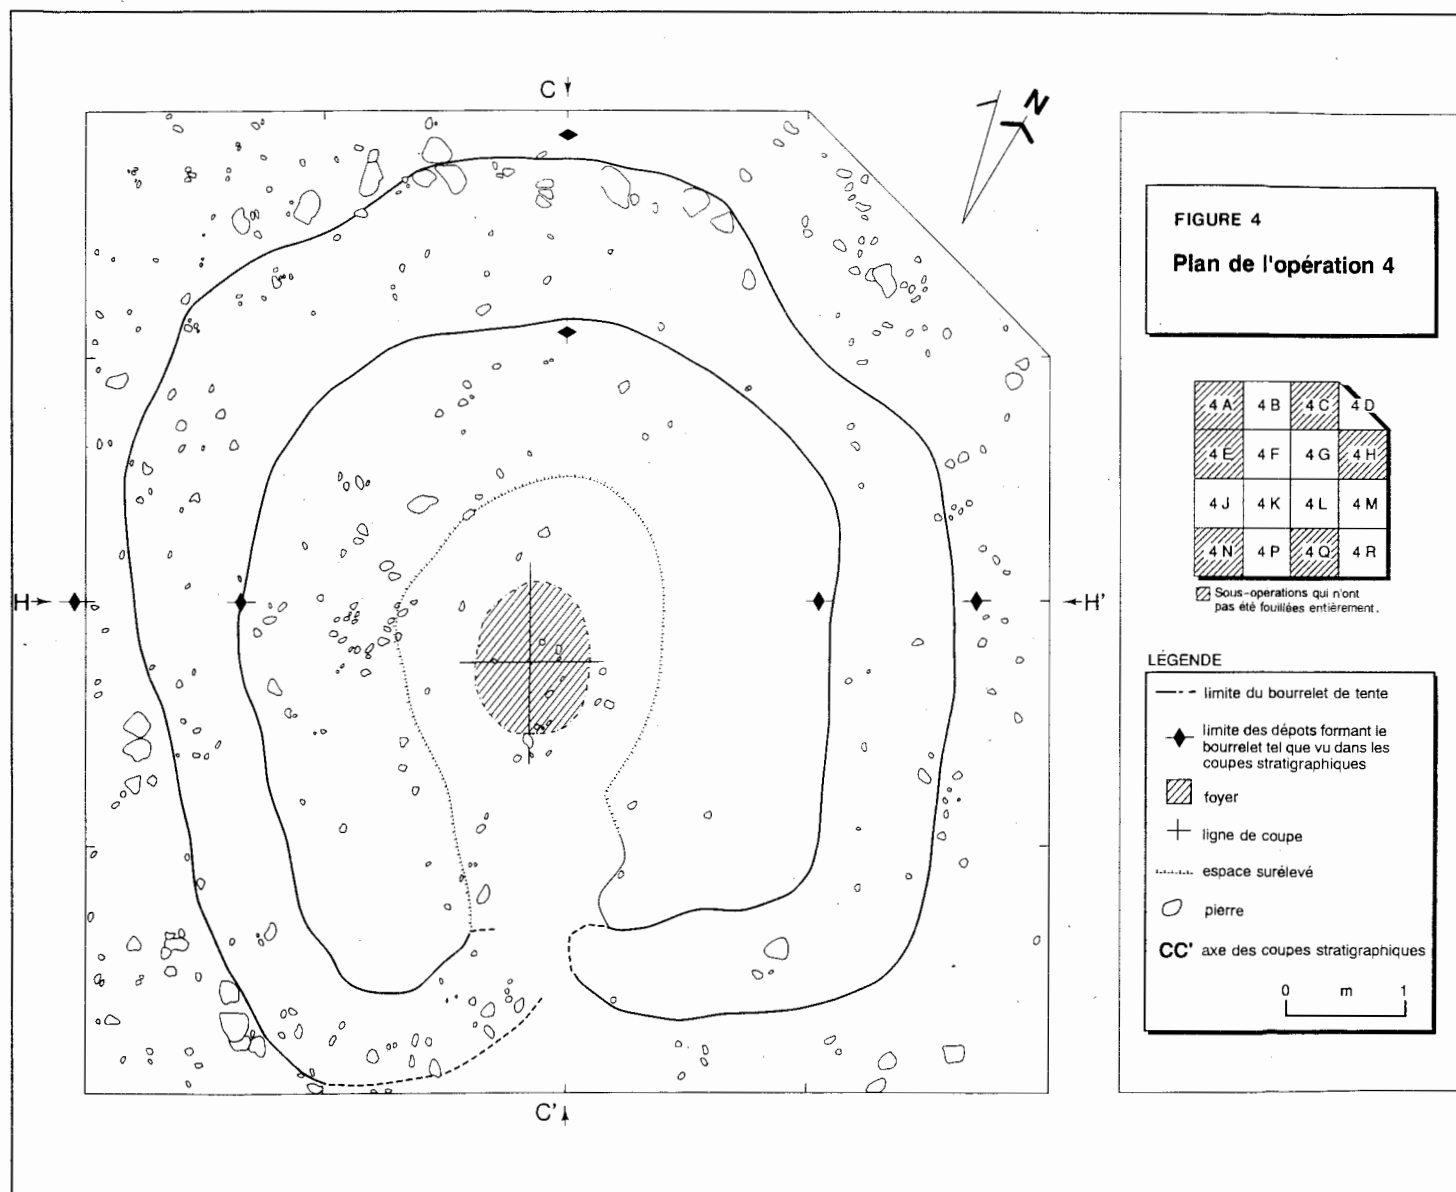 C
N
H
H'
C'
FIGURE 4
Plan de l'opération 4
4 A 4 B 4 C 4 D
4 E 4 F 4 G 4 H
4 J 4 K 4 L 4 M
4 N 4 P 4 Q 4 R
Sous-operations qui n'ont
pas été fouillées entièrement.
LÉGENDE
limite du bourrelet de tente
limite des dépots formant le
bourrelet tel que vu dans les
coupes stratigraphiques
foyer
ligne de coupe
espace surélevé
pierre
CC' axe des coupes stratigraphiques
0 m 1